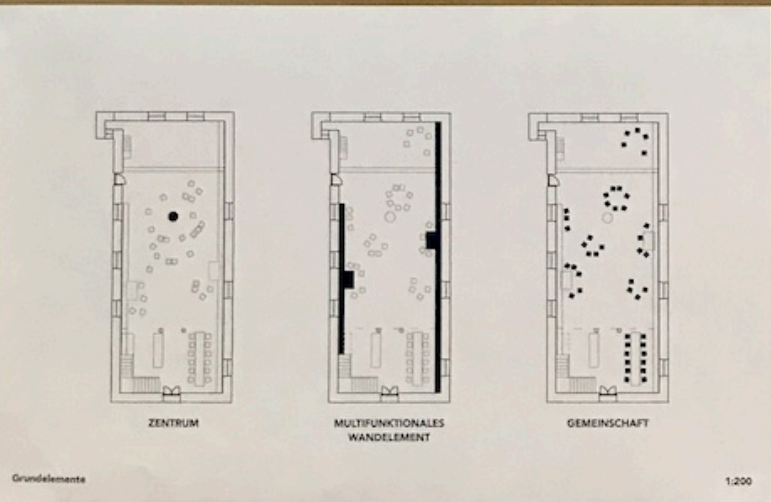 ZENTRUM
MULTIFUNKTIONALES
WANDELEMENT
GEMEINSCHAFT
Grundelemente
1:200